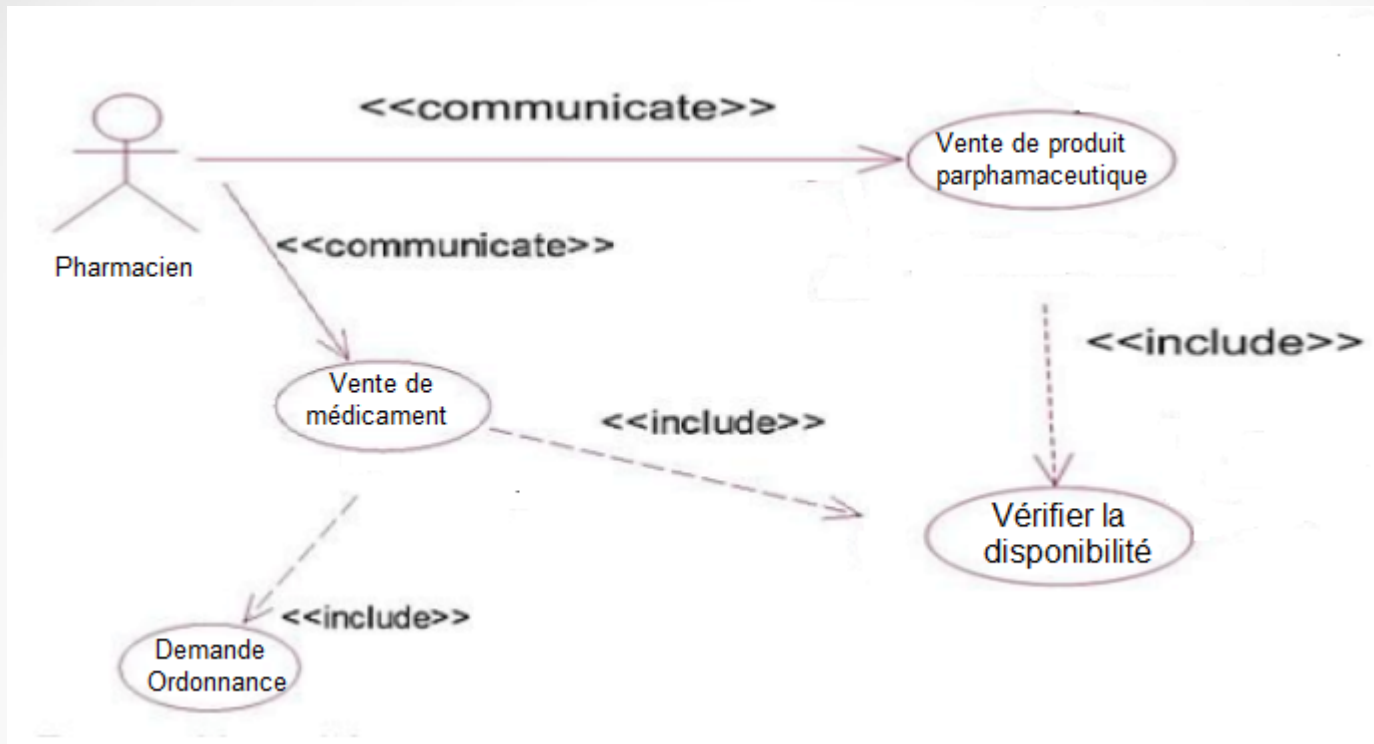 <<communicate>>
Vente de produit
parphamaceutique
<<communicate>>
Pharmacien
<<include>>
Vente de
médicament
<<include>>
Vérifier la
disponibilité
<<include>>
Demande
Ordonnance